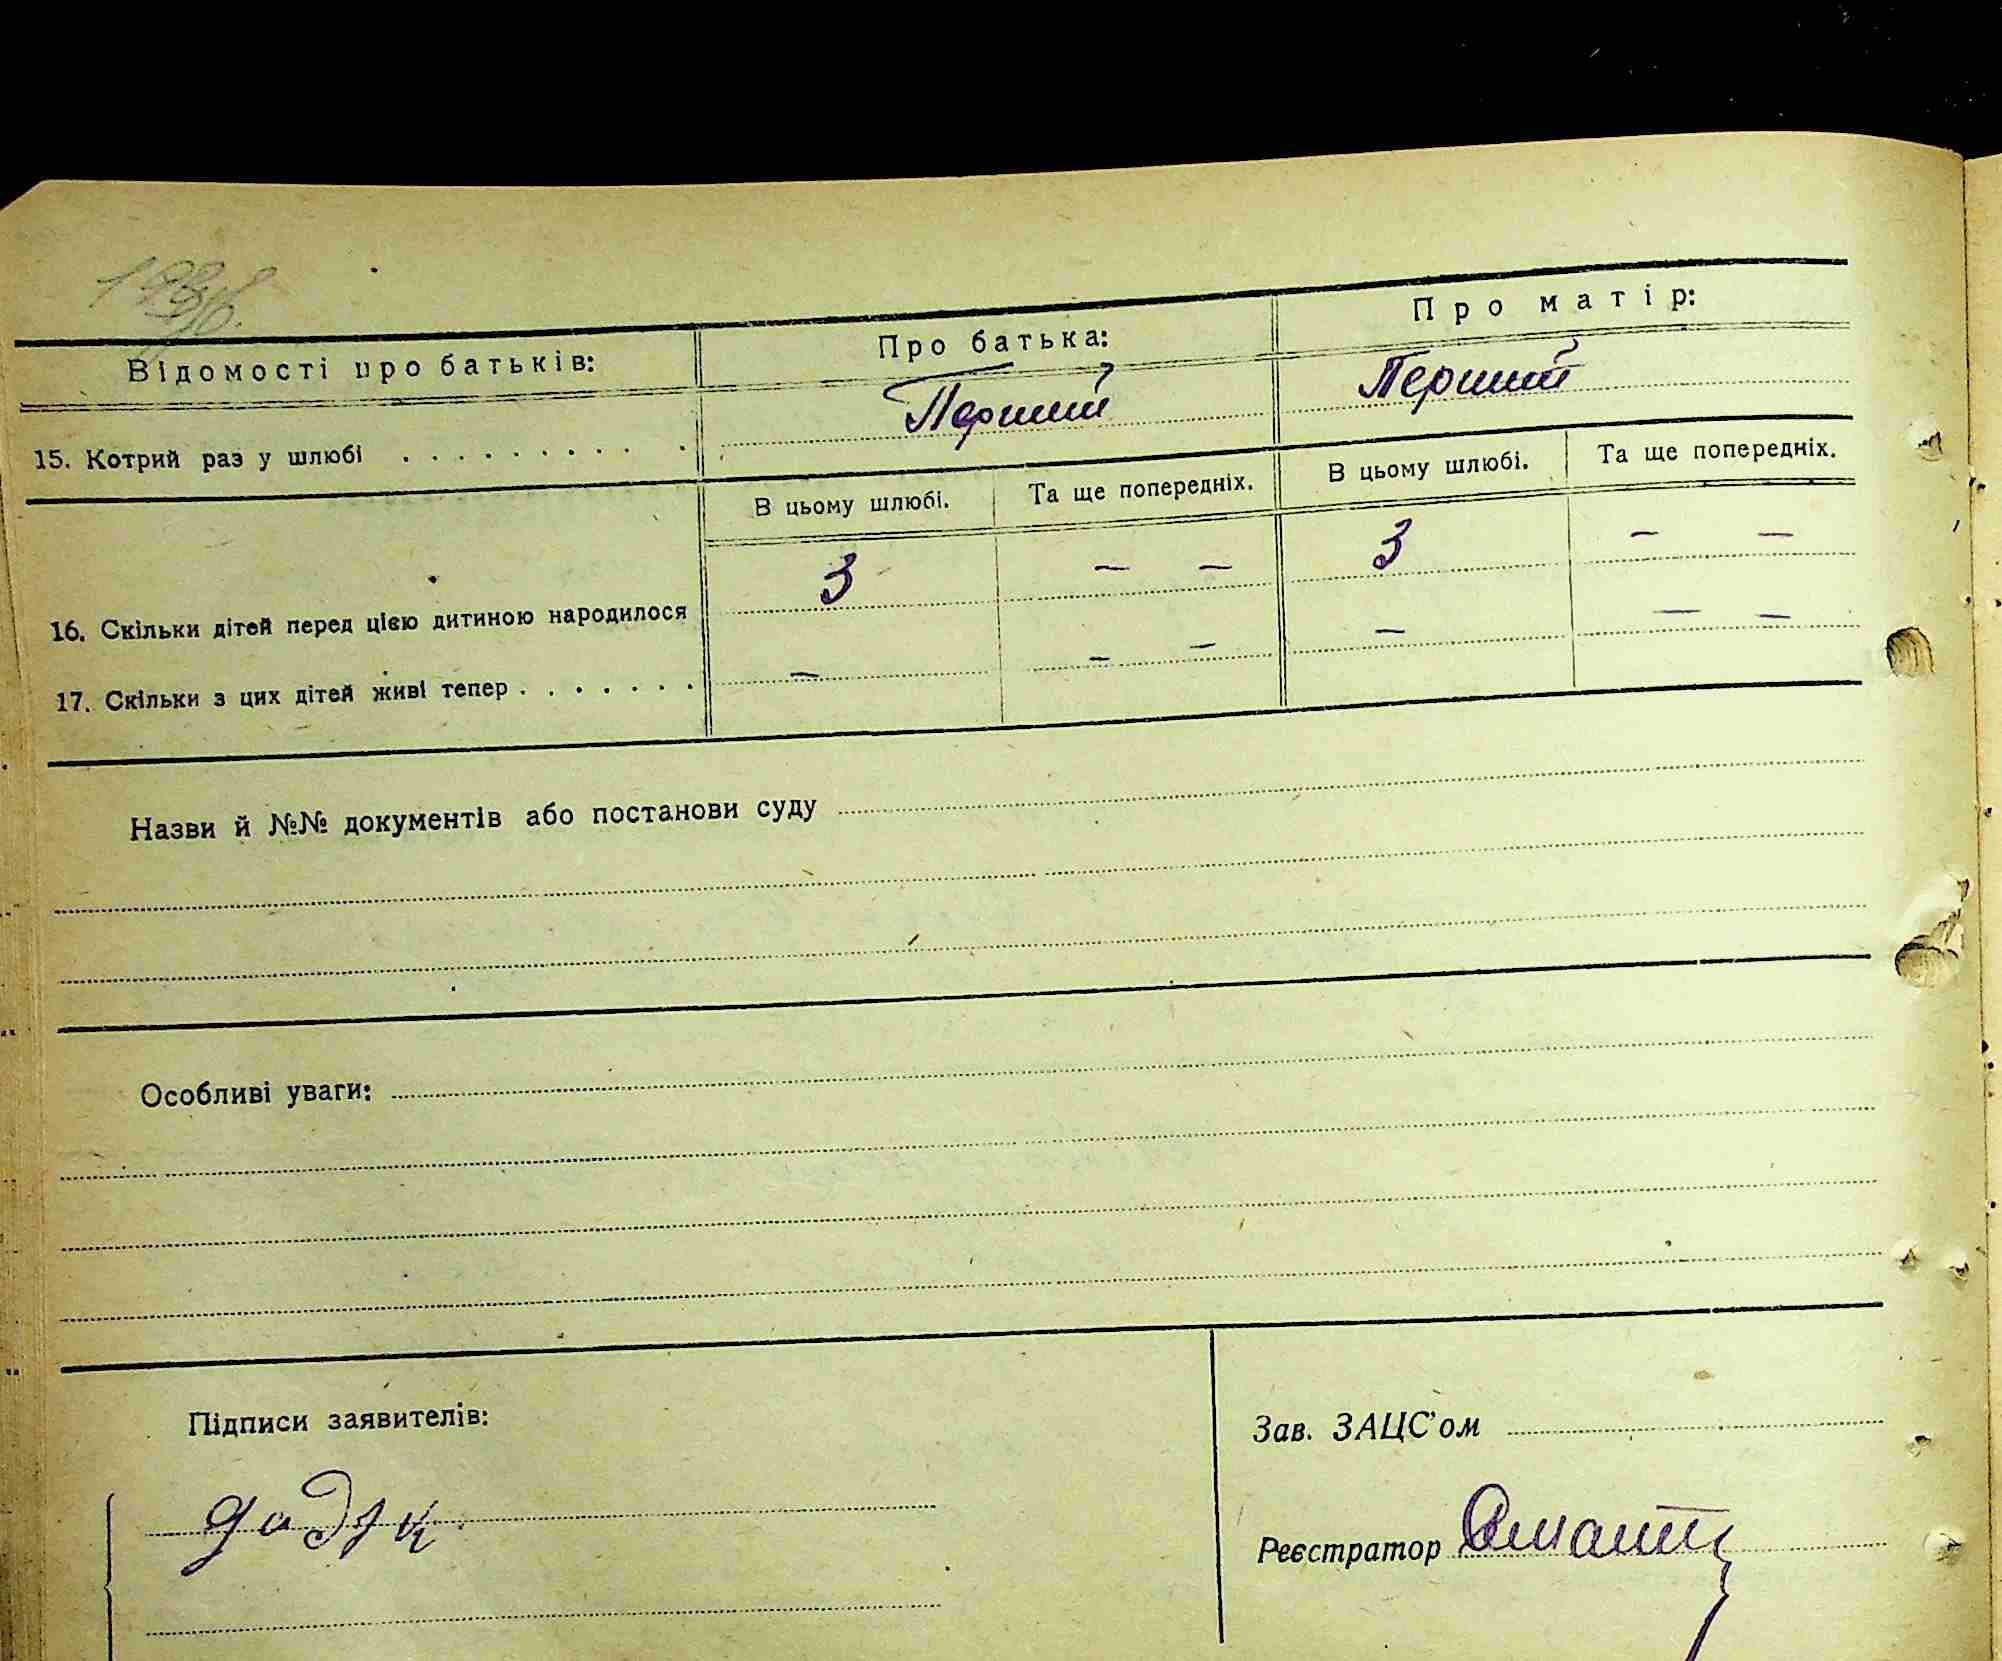 Відомості про батьків:
Про батька:
Про матір:
15. Котрий раз у шлюбі . . . . . . . . . .
Перший
Перший
В цьому шлюбі.
Та ще попередніх.
В цьому шлюбі.
Та ще попередніх.
16. Скільки дітей перед цією дитиною народилося
3
— —
3
— —
17. Скільки з цих дітей живі тепер . . . . . . .
—
— —
—
— —
Назви й №№ документів або постанови суду
Особливі уваги:
Підписи заявителів:
Зав. ЗАЦС'ом
Реєстратор